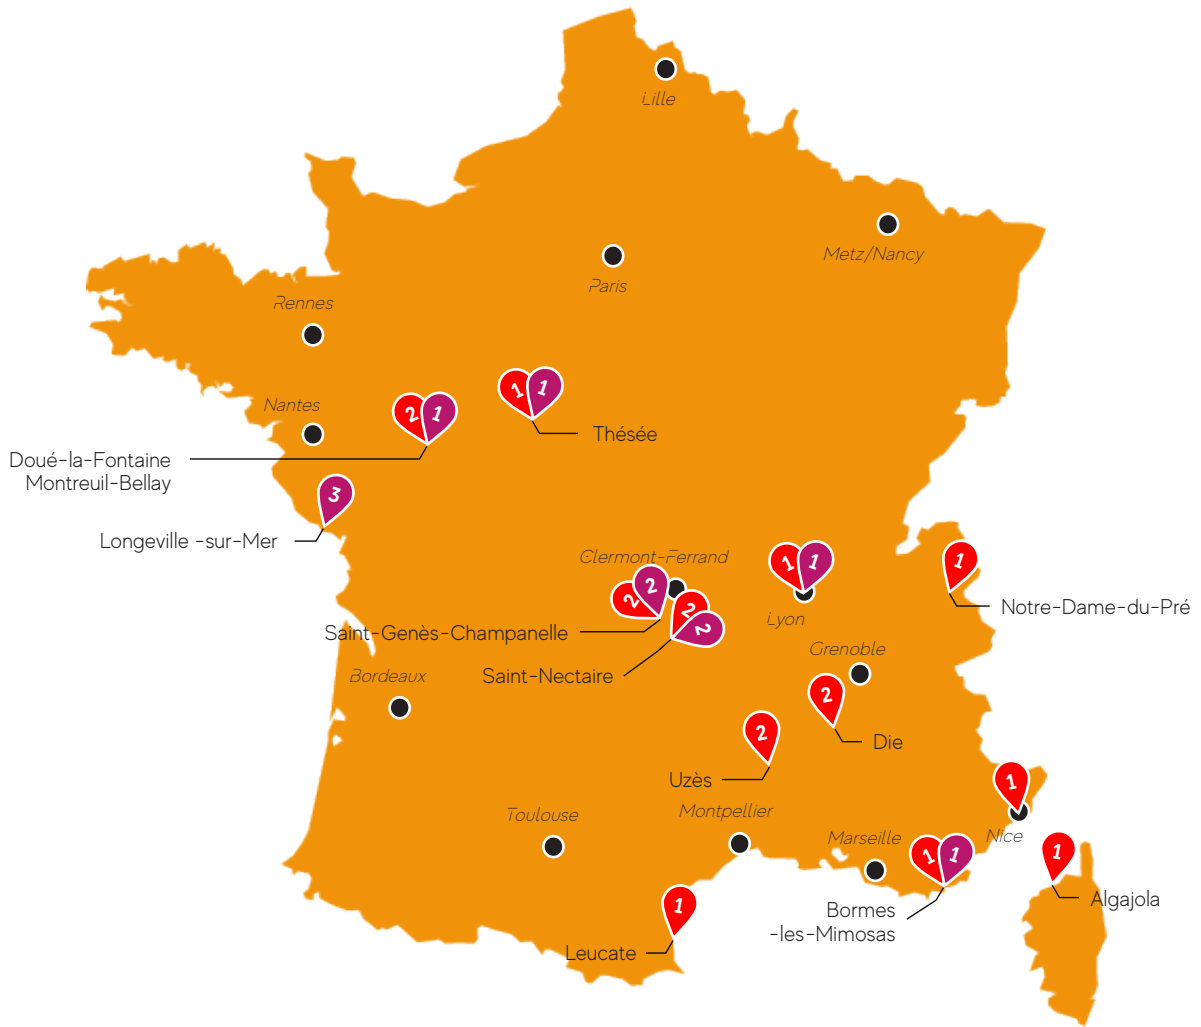 Lille
Metz/Nancy
Paris
Rennes
1 1
Nantes
2 1
Thésée
Doué-la-Fontaine
Montreuil-Bellay
3
Longeville -sur-Mer
Clermont-Ferrand
1 1
1
2 2
2
2
Notre-Dame-du-Pré
Lyon
Saint-Genès-Champanelle
Grenoble
Saint-Nectaire
Bordeaux
2
2
Die
Uzès
1
Toulouse
Montpellier
Marseille
Nice
1 1
1
Algajola
Bormes
-les-Mimosas
1
Leucate